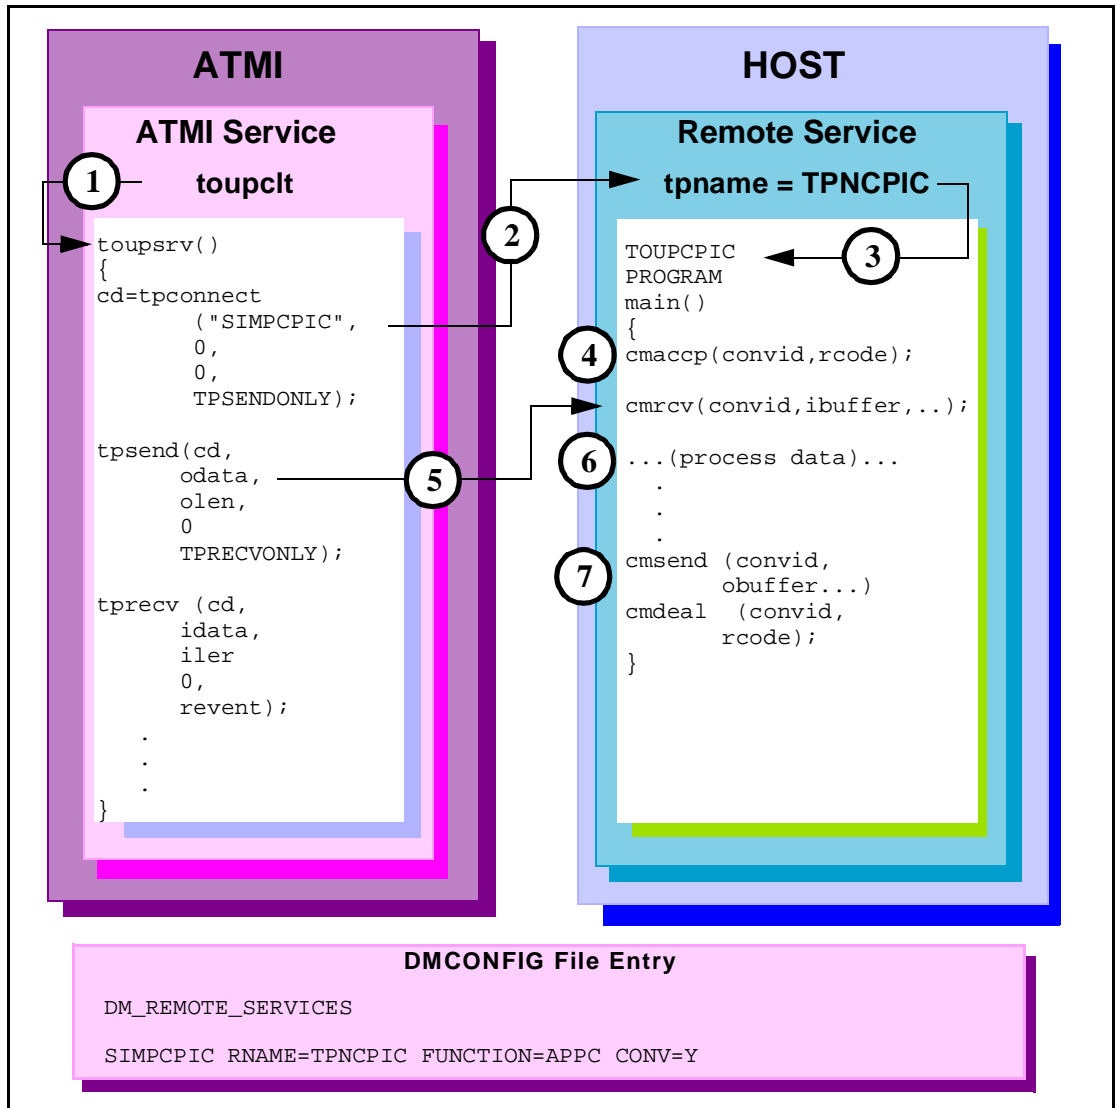 ATMI
ATMI Service
1
toupclt
toupsrv()
{
cd=tpconnect
("SIMPCPIC",
0,
0,
TPSENDONLY);
tpsend(cd,
odata,
olen,
0
TPRECVONLY);
tprecv (cd,
idata,
iler
0,
revent);
.
.
.
}
2
5
HOST
Remote Service
tpname = TPNCPIC
3
TOUPCPIC
PROGRAM
main()
{
4
cmaccp(convid,rcode);
cmrcv(convid,ibuffer,..);
6
...(process data)...
.
.
.
7
cmsend (convid,
obuffer...)
cmdeal (convid,
rcode);
}
DMCONFIG File Entry
DM_REMOTE_SERVICES
SIMPCPIC RNAME=TPNCPIC FUNCTION=APPC CONV=Y